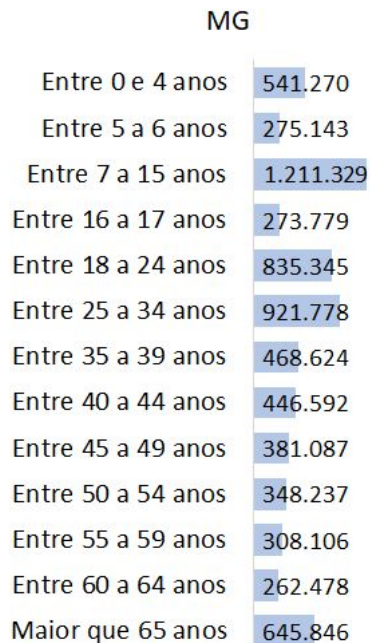 MG
Entre 0 e 4 anos 541.270
Entre 5 a 6 anos 275.143
Entre 7 a 15 anos 1.211.329
Entre 16 a 17 anos 273.779
Entre 18 a 24 anos 835.345
Entre 25 a 34 anos 921.778
Entre 35 a 39 anos 468.624
Entre 40 a 44 anos 446.592
Entre 45 a 49 anos 381.087
Entre 50 a 54 anos 348.237
Entre 55 a 59 anos 308.106
Entre 60 a 64 anos 262.478
Maior que 65 anos 645.846